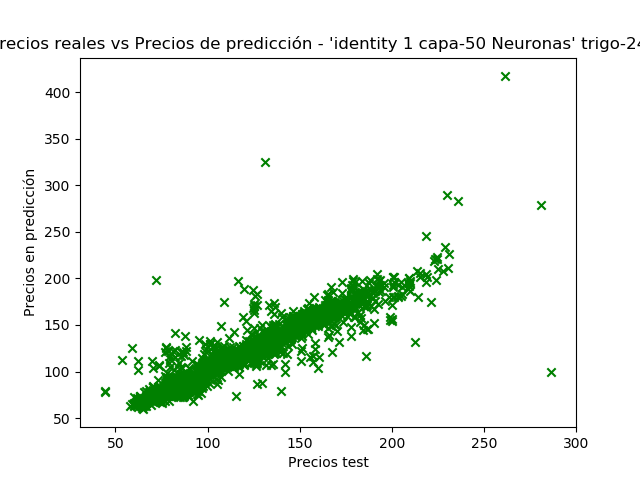 recios reales vs Precios de predicción - 'identity 1 capa-50 Neuronas' trigo-24
400
350
300
250
200
150
100
50
Precios en predicción
50 100 150 200 250 300
Precios test